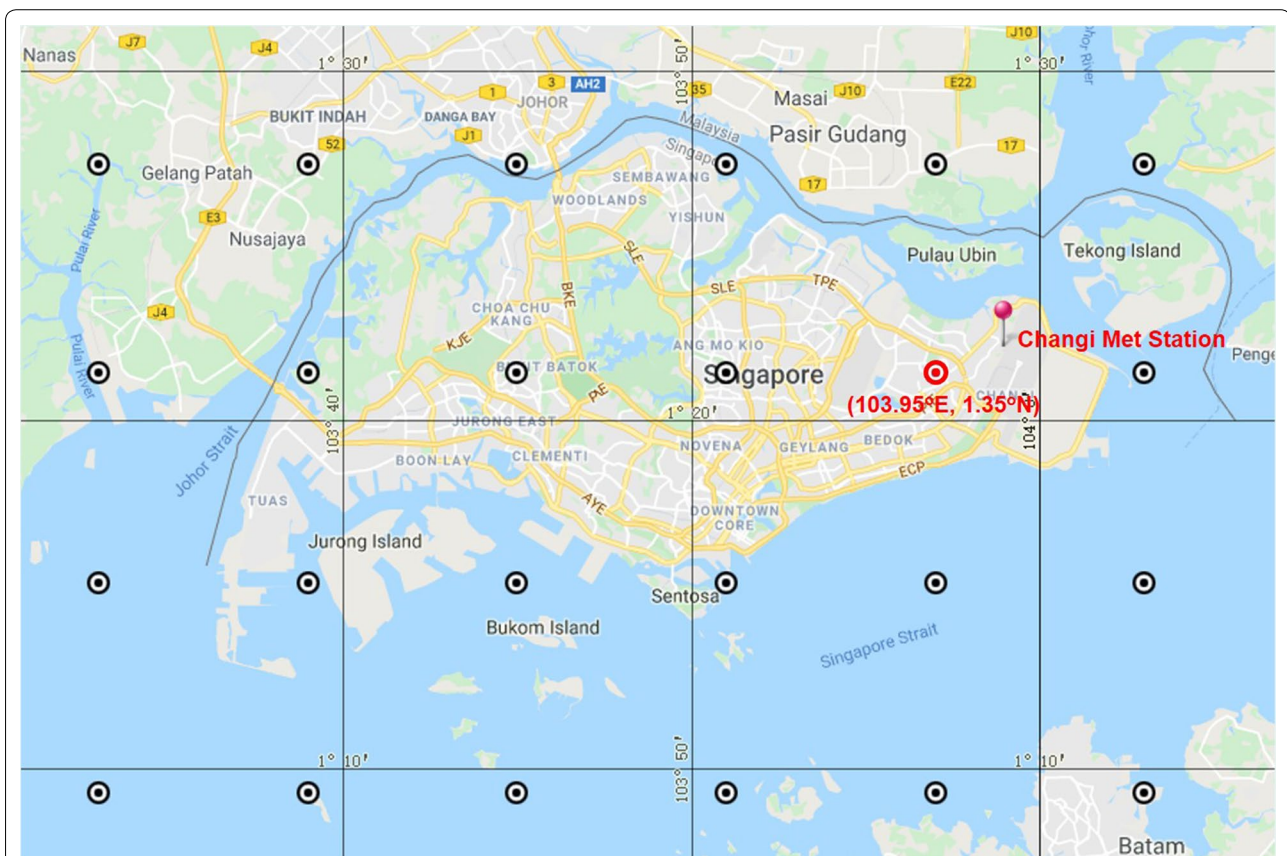 J7
Nanas
J4
1° 30′
103° 50′
J10
1° 30′
Johor River
3
AH2
1
35
J10
E22
JOHOR
Masai
BUKIT INDAH
DANGA BAY
J1
Malaysia
Pasir Gudang
52
17
Singapo
Gelang Patah
SEMBAWANG
17
WOODLANDS
E3
YISHUN
Pulai River
Nusajaya
SLE
Pulau Ubin
Tekong Island
BKE
SLE
TPE
J4
CHOA CHU
KANG
KJE
ANG MO KIO
Changi Met Station
Pulai River
BUKIT BATOK
Singapore
Penge
PIE
CHANGI
(103.95°E, 1.35°N)
103° 40′
1° 20′
104° 0′
JURONG EAST
NOVENA
GEYLANG
BEDOK
Johor Strait
BOON LAY
CLEMENTI
ECP
TUAS
AYE
DOWNTOWN
CORE
Jurong Island
Sentosa
Bukom Island
Singapore Strait
1° 10′
103° 50′
1° 10′
Batam